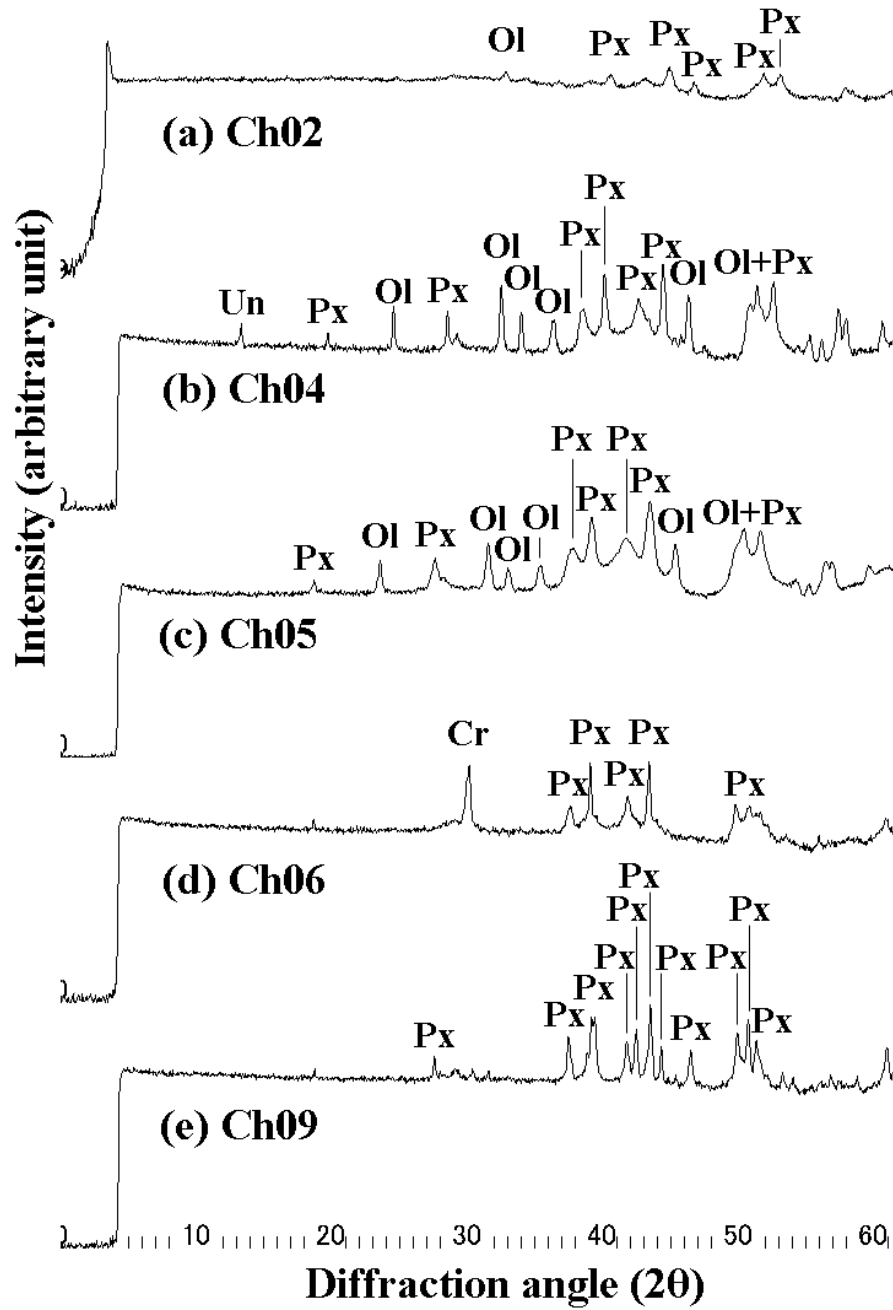 Ol Px Px Px Px Px
(a) Ch02
Un Px Ol Px Ol Ol Ol Px Px Px Px Ol Ol+Px
(b) Ch04
Px Ol Px Ol Ol Ol Px Px Px Px Ol Ol+Px
(c) Ch05
Cr Px Px Px Px Px
(d) Ch06
Px Px Px Px Px Px Px Px Px Px Px
(e) Ch09
10 20 30 40 50 60
Diffraction angle (2θ)
Intensity (arbitrary unit)